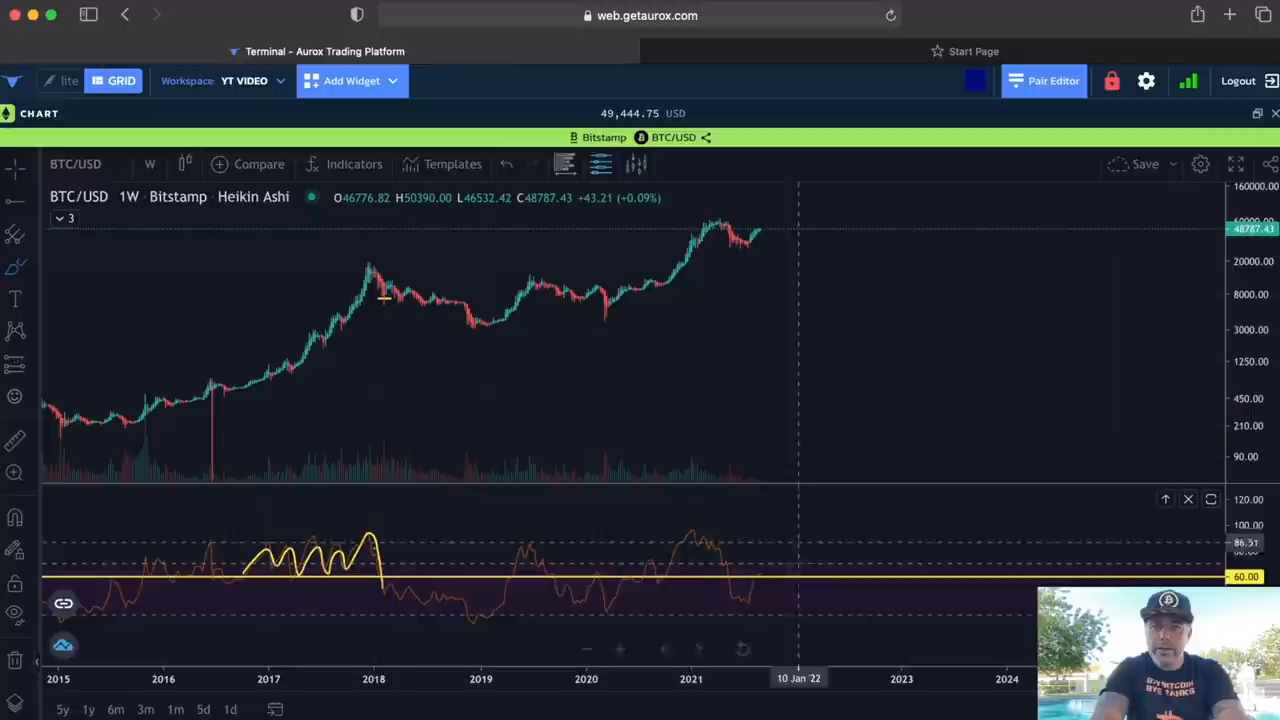 web.getaurox.com
Terminal - Aurox Trading Platform
Start Page
lite GRID Workspace: YT VIDEO Add Widget Pair Editor Logout
CHART 49,444.75 USD
Bitstamp BTC/USD
BTC/USD W Compare Indicators Templates Save
BTC/USD 1W Bitstamp Heikin Ashi O46776.82 H50390.00 L46532.42 C48787.43 +43.21 (+0.09%)
3
160000.00
48787.43
20000.00
8000.00
3000.00
1250.00
450.00
210.00
90.00
120.00
100.00
86.51
60.00
2015 2016 2017 2018 2019 2020 2021 10 Jan '22 2023 2024
5y 1y 6m 3m 1m 5d 1d
BUY BITCOIN
BYE BANKS